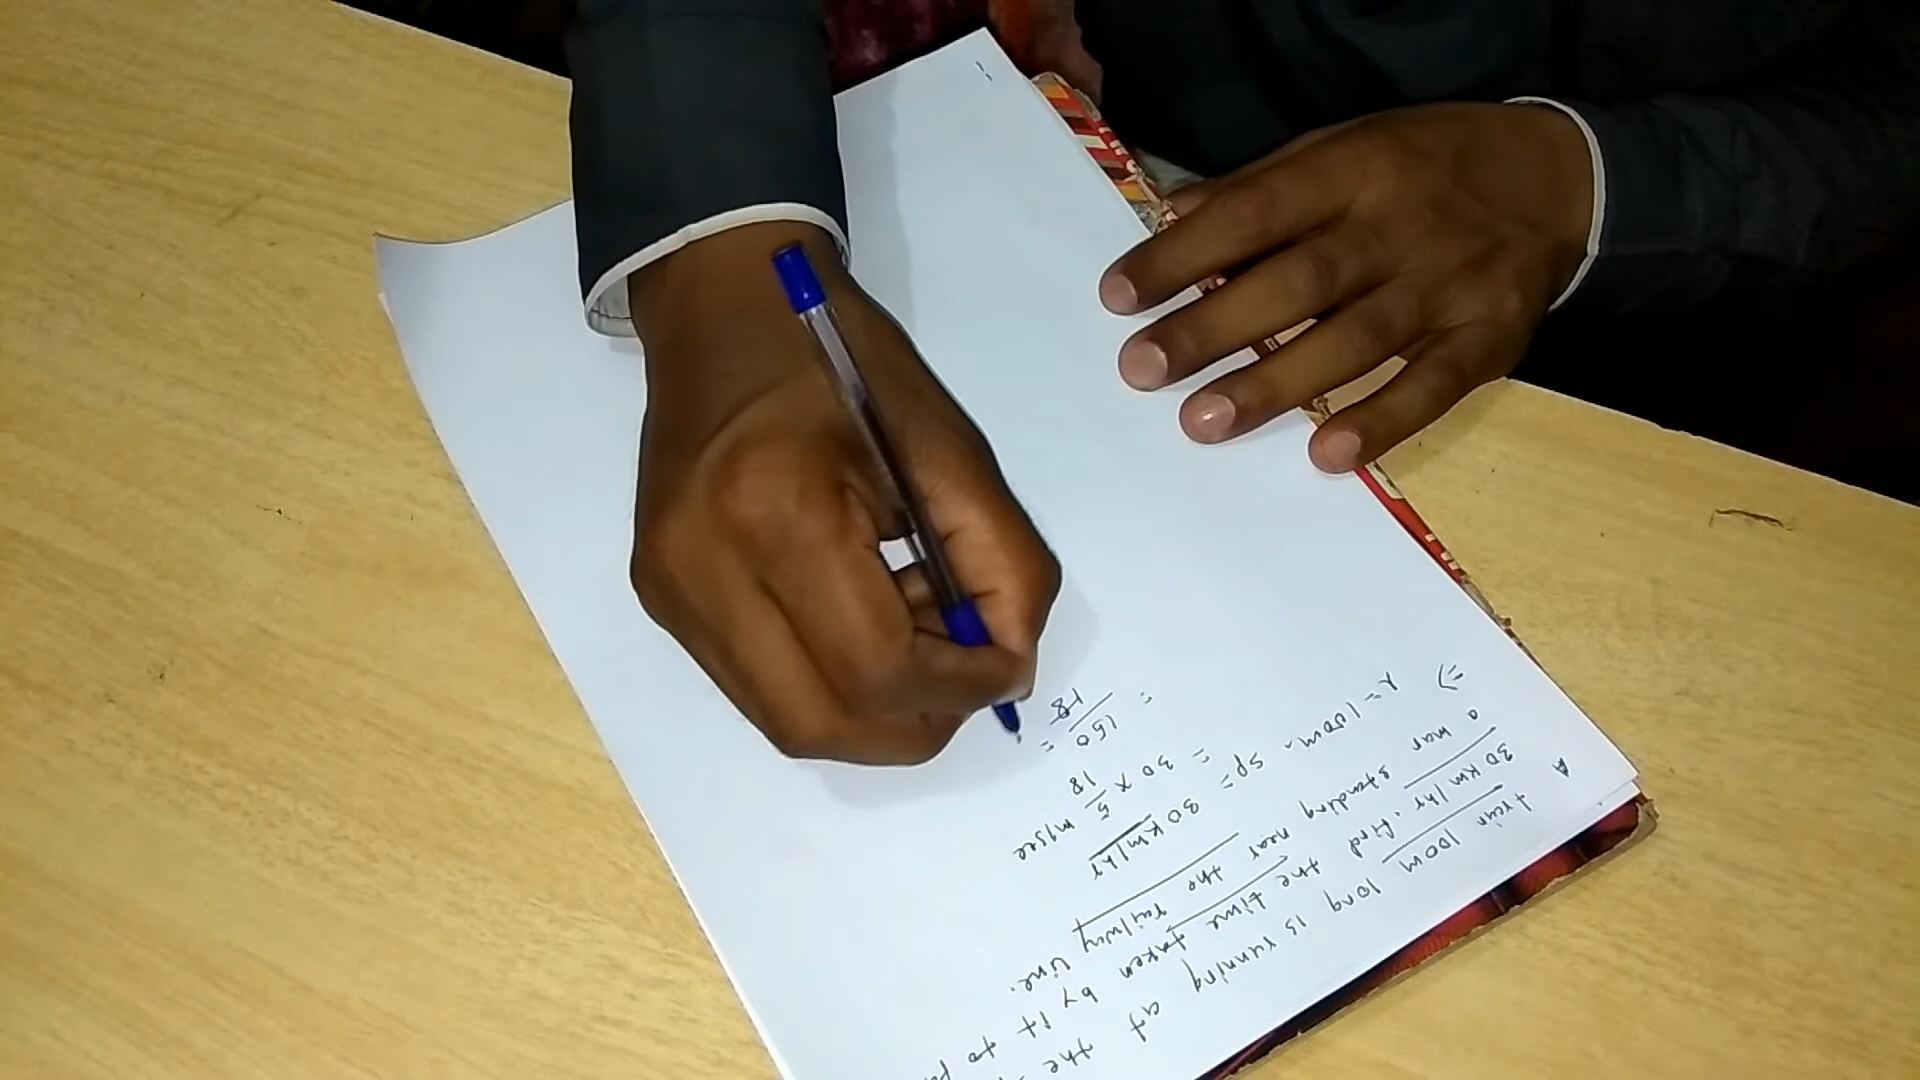 A train 100m long is running at the
30 km/hr. find the time taken by it to
a man standing near the railway line.
=) x = 100m. SP = 30 km/hr
= 30 x 5/18 m/sec
= 150/18 =